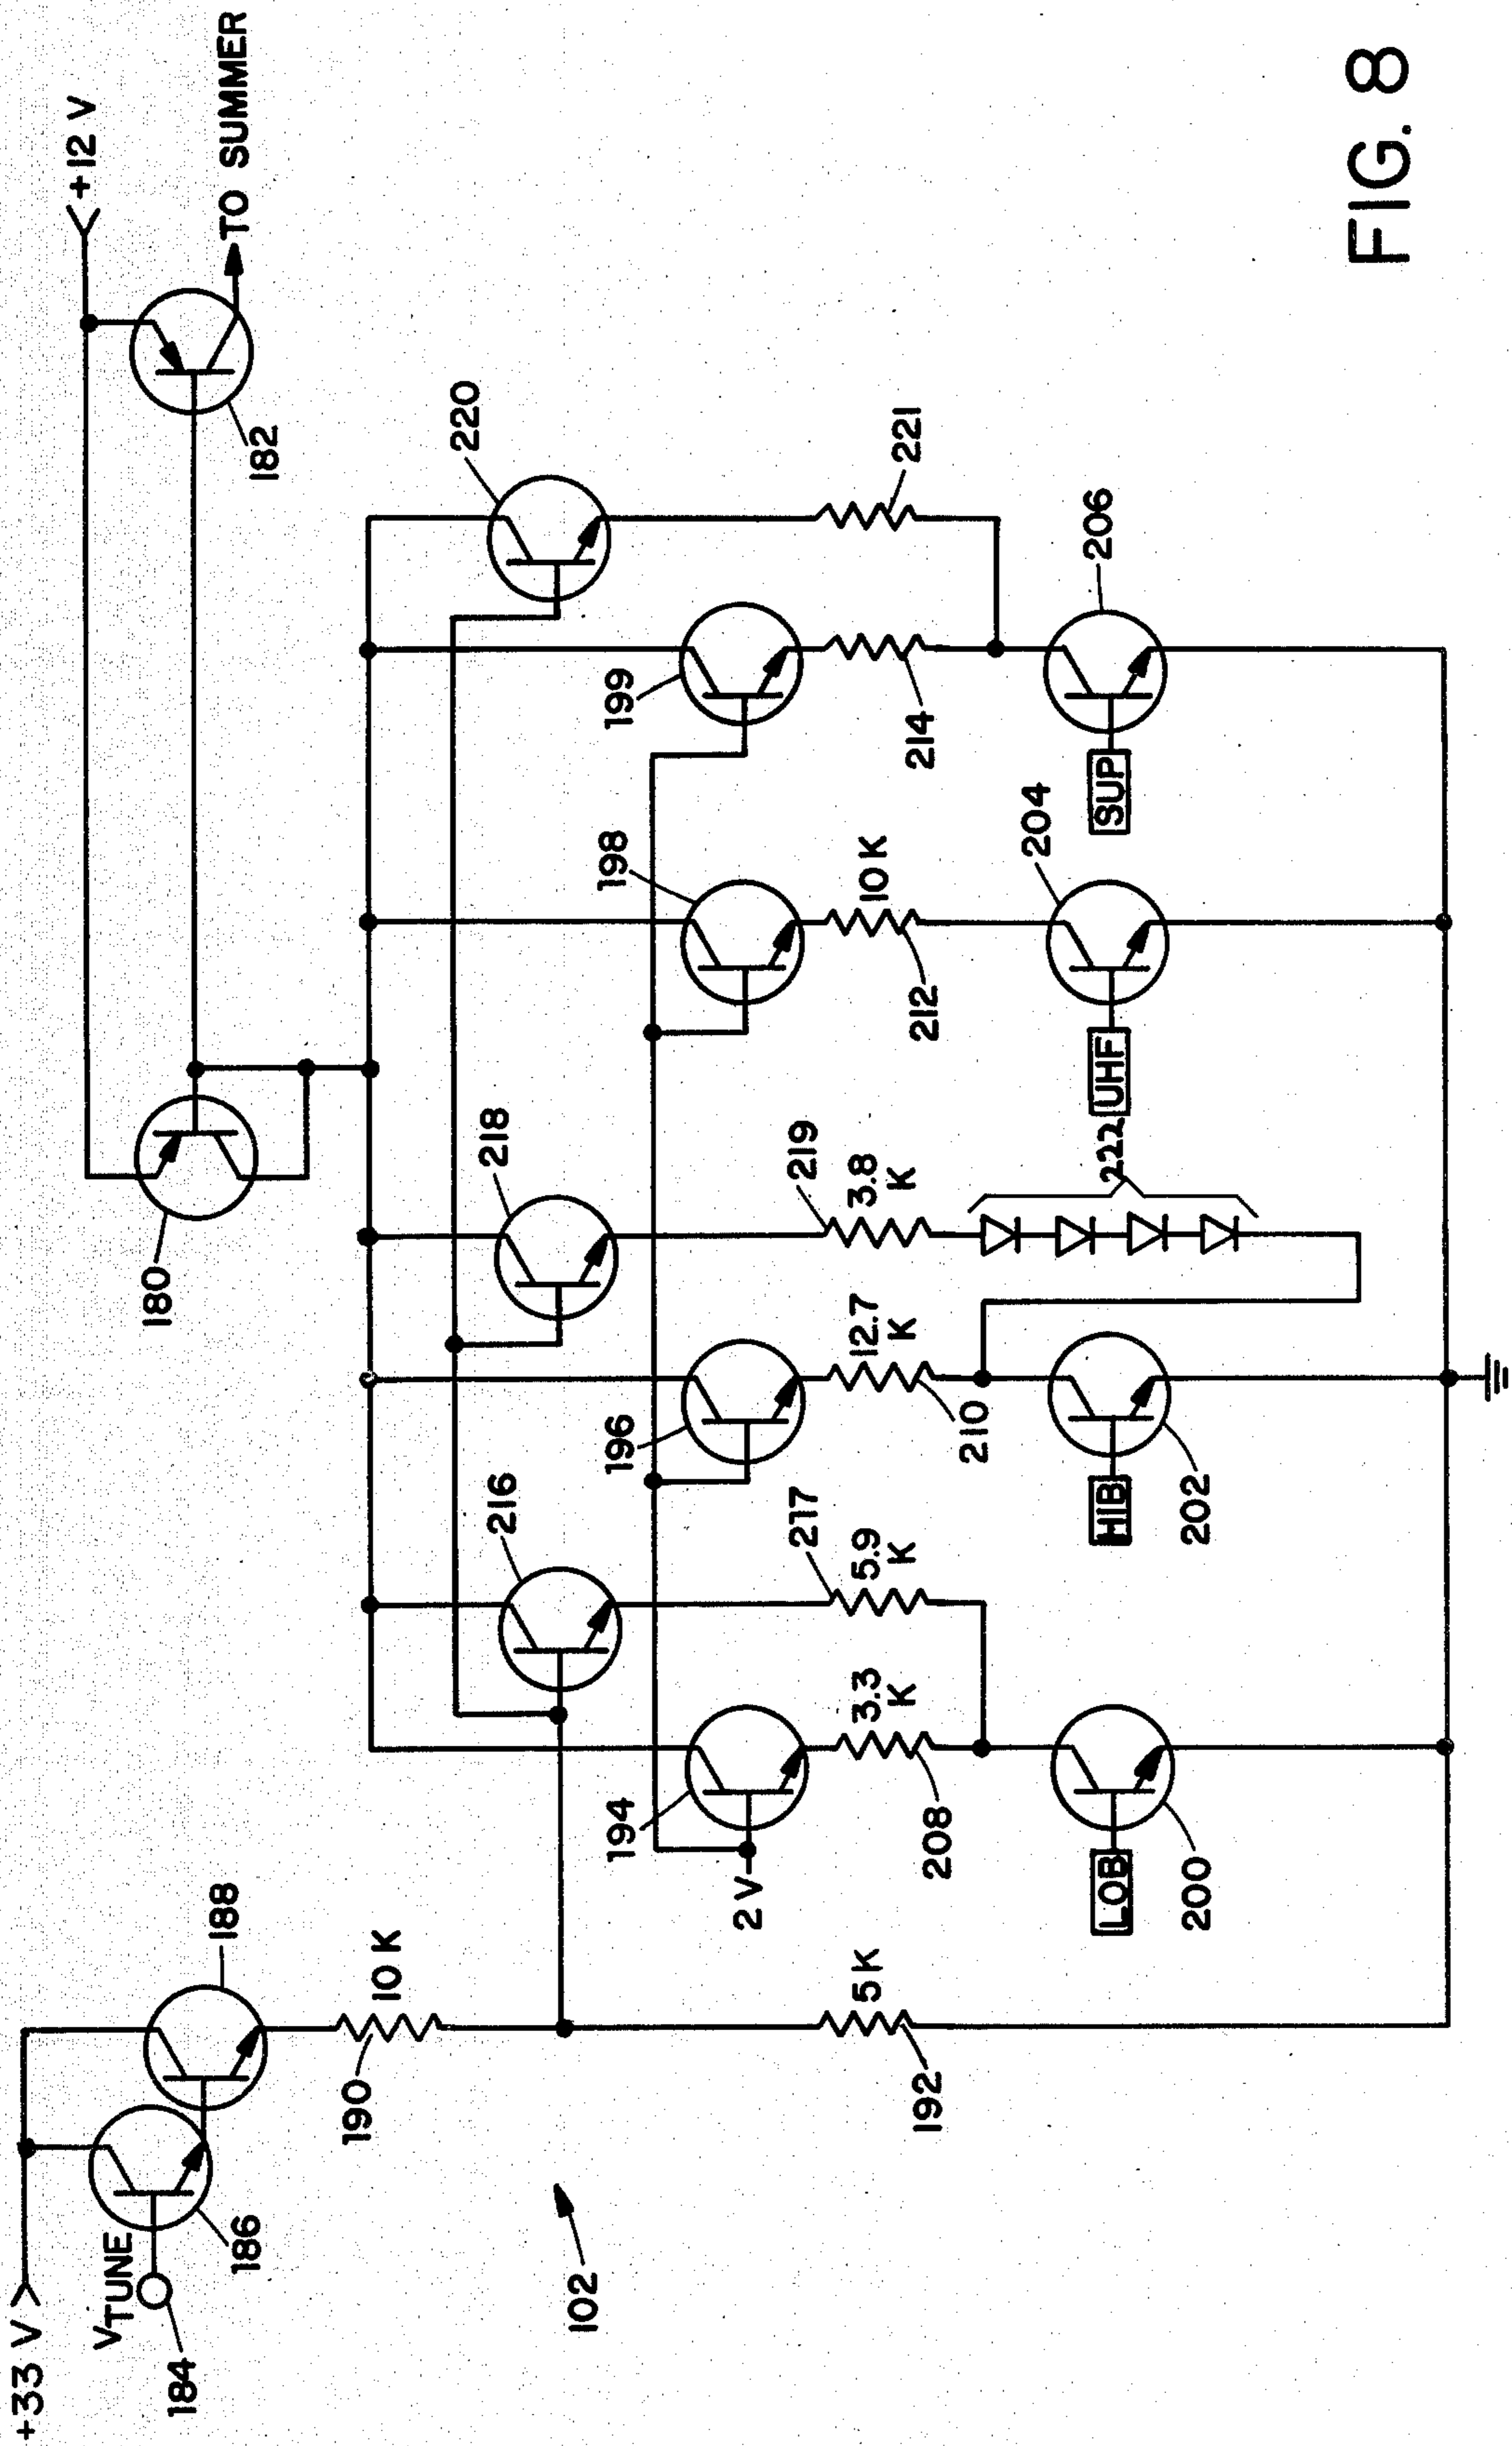 +33 V
+12 V
VTUNE
184
186
188
180
182
TO SUMMER
190
10 K
102
216
218
220
2 V
194
196
198
199
208
3.3
K
217
5.9
K
210
12.7
K
219
3.8
K
212
10 K
214
221
192
5 K
LOB
200
HIB
202
222
UHF
204
SUP
206
FIG. 8